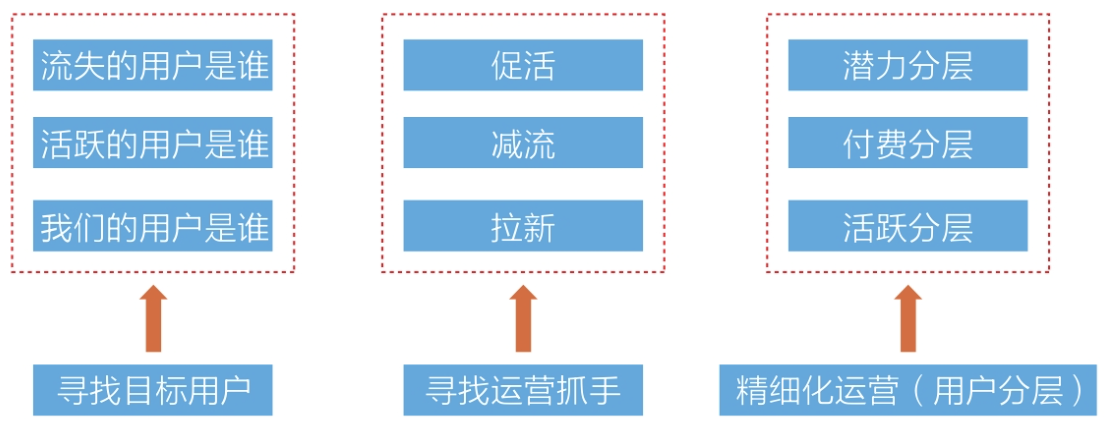 流失的用户是谁
活跃的用户是谁
我们的用户是谁
寻找目标用户
促活
减流
拉新
寻找运营抓手
潜力分层
付费分层
活跃分层
精细化运营（用户分层）